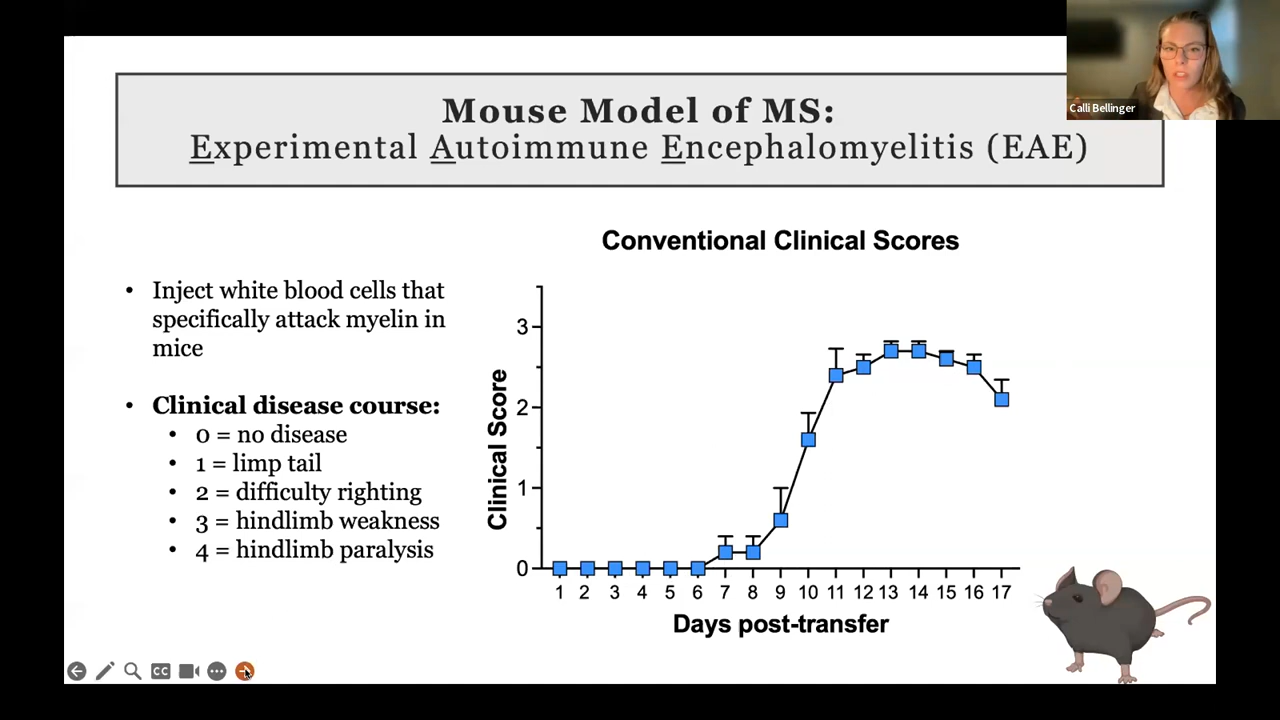 Mouse Model of MS:
Experimental Autoimmune Encephalomyelitis (EAE)
Calli Bellinger
• Inject white blood cells that
specifically attack myelin in
mice
• Clinical disease course:
• 0 = no disease
• 1 = limp tail
• 2 = difficulty righting
• 3 = hindlimb weakness
• 4 = hindlimb paralysis
Conventional Clinical Scores
Clinical Score
3
2
1
0
1 2 3 4 5 6 7 8 9 10 11 12 13 14 15 16 17
Days post-transfer
CC